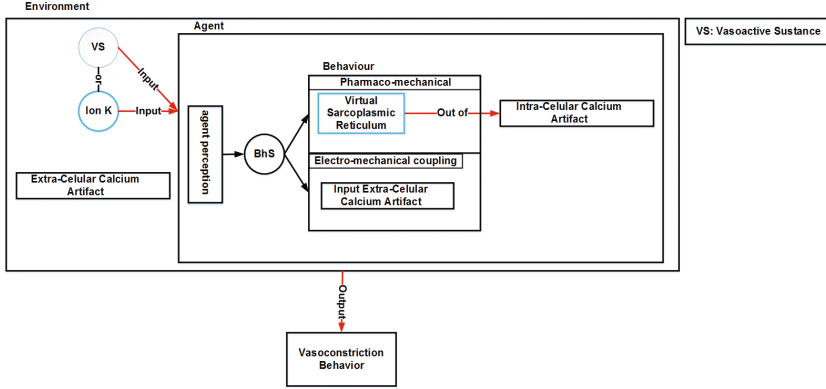 Environment
Agent
VS: Vasoactive Sustance
VS
or
Input
Ion K
Input
Extra-Celular Calcium
Artifact
agent perception
BhS
Behaviour
Pharmaco-mechanical
Virtual
Sarcoplasmic
Reticulum
Out of
Intra-Celular Calcium
Artifact
Electro-mechanical coupling
Input Extra-Celular
Calcium Artifact
Output
Vasoconstriction
Behavior